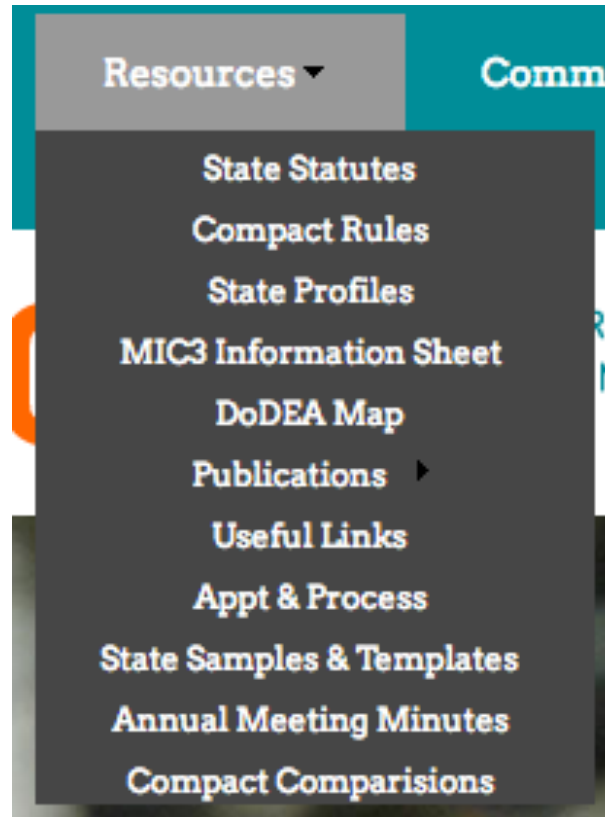 Resources Comm
State Statutes
Compact Rules
State Profiles
MIC3 Information Sheet
DoDEA Map
Publications
Useful Links
Appt & Process
State Samples & Templates
Annual Meeting Minutes
Compact Comparisions